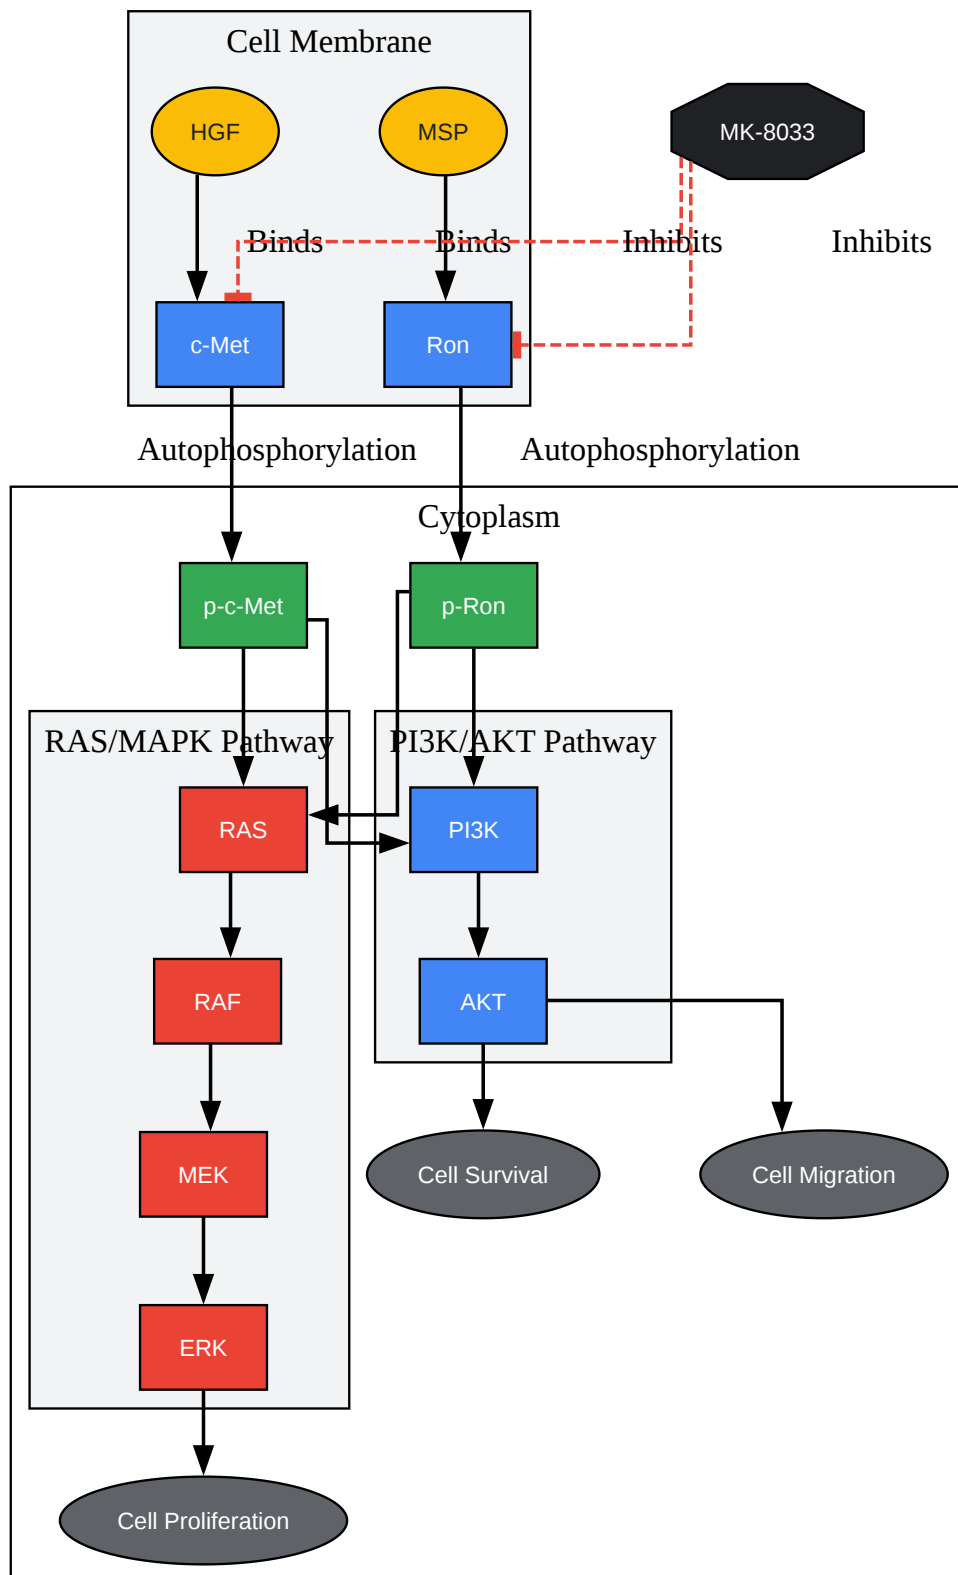 Cell Membrane
HGF
MSP
MK-8033
Binds
Binds
Inhibits
Inhibits
c-Met
Ron
Autophosphorylation
Autophosphorylation
Cytoplasm
p-c-Met
p-Ron
RAS/MAPK Pathway
PI3K/AKT Pathway
RAS
PI3K
RAF
AKT
MEK
Cell Survival
Cell Migration
ERK
Cell Proliferation